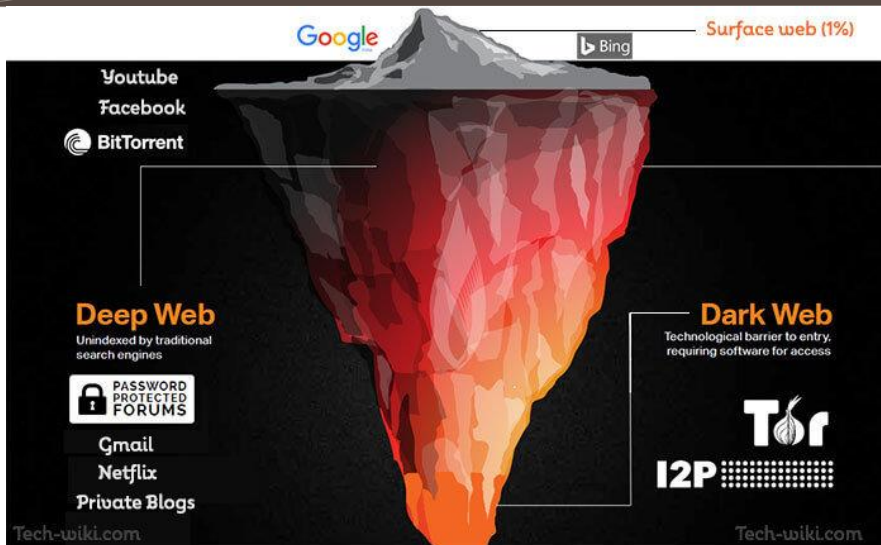 Google
Bing
Surface web (1%)
Youtube
Facebook
BitTorrent
Deep Web
Unindexed by traditional
search engines
PASSWORD
PROTECTED
FORUMS
Gmail
Netflix
Private Blogs
Dark Web
Technological barrier to entry,
requiring software for access
Tor
I2P
Tech-wiki.com
Tech-wiki.com